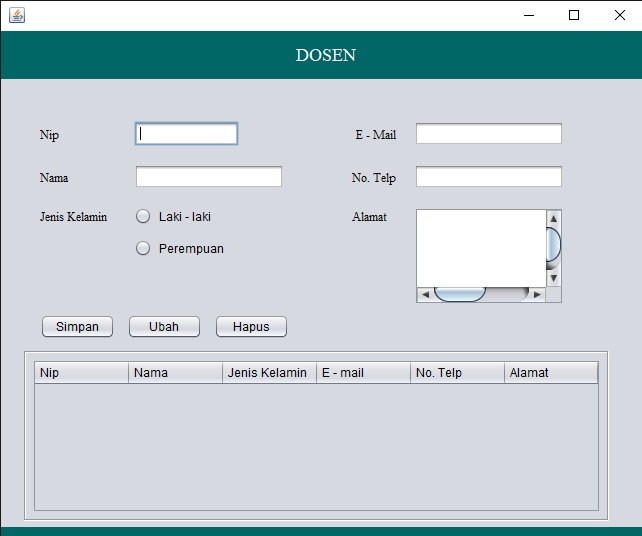 DOSEN
Nip
E - Mail
Nama
No. Telp
Jenis Kelamin
Laki - laki
Alamat
Perempuan
Simpan Ubah Hapus
Nip Nama Jenis Kelamin E - mail No. Telp Alamat